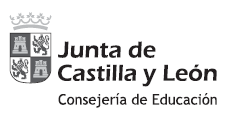 Junta de
Castilla y León
Consejería de Educación